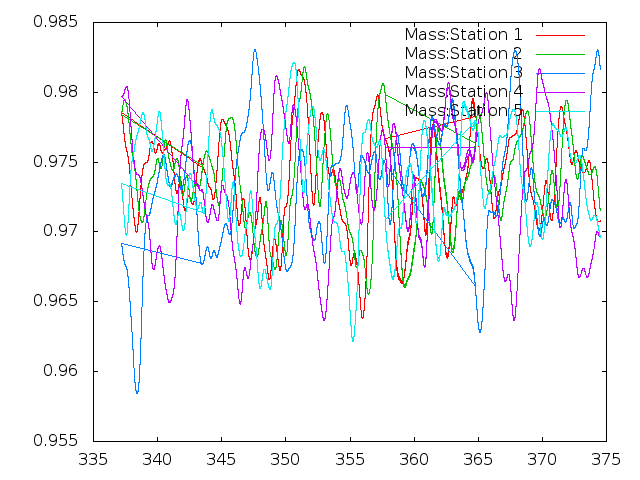 0.985
0.98
0.975
0.97
0.965
0.96
0.955
335 340 345 350 355 360 365 370 375
Mass:Station 1
Mass:Station 2
Mass:Station 3
Mass:Station 4
Mass:Station 5